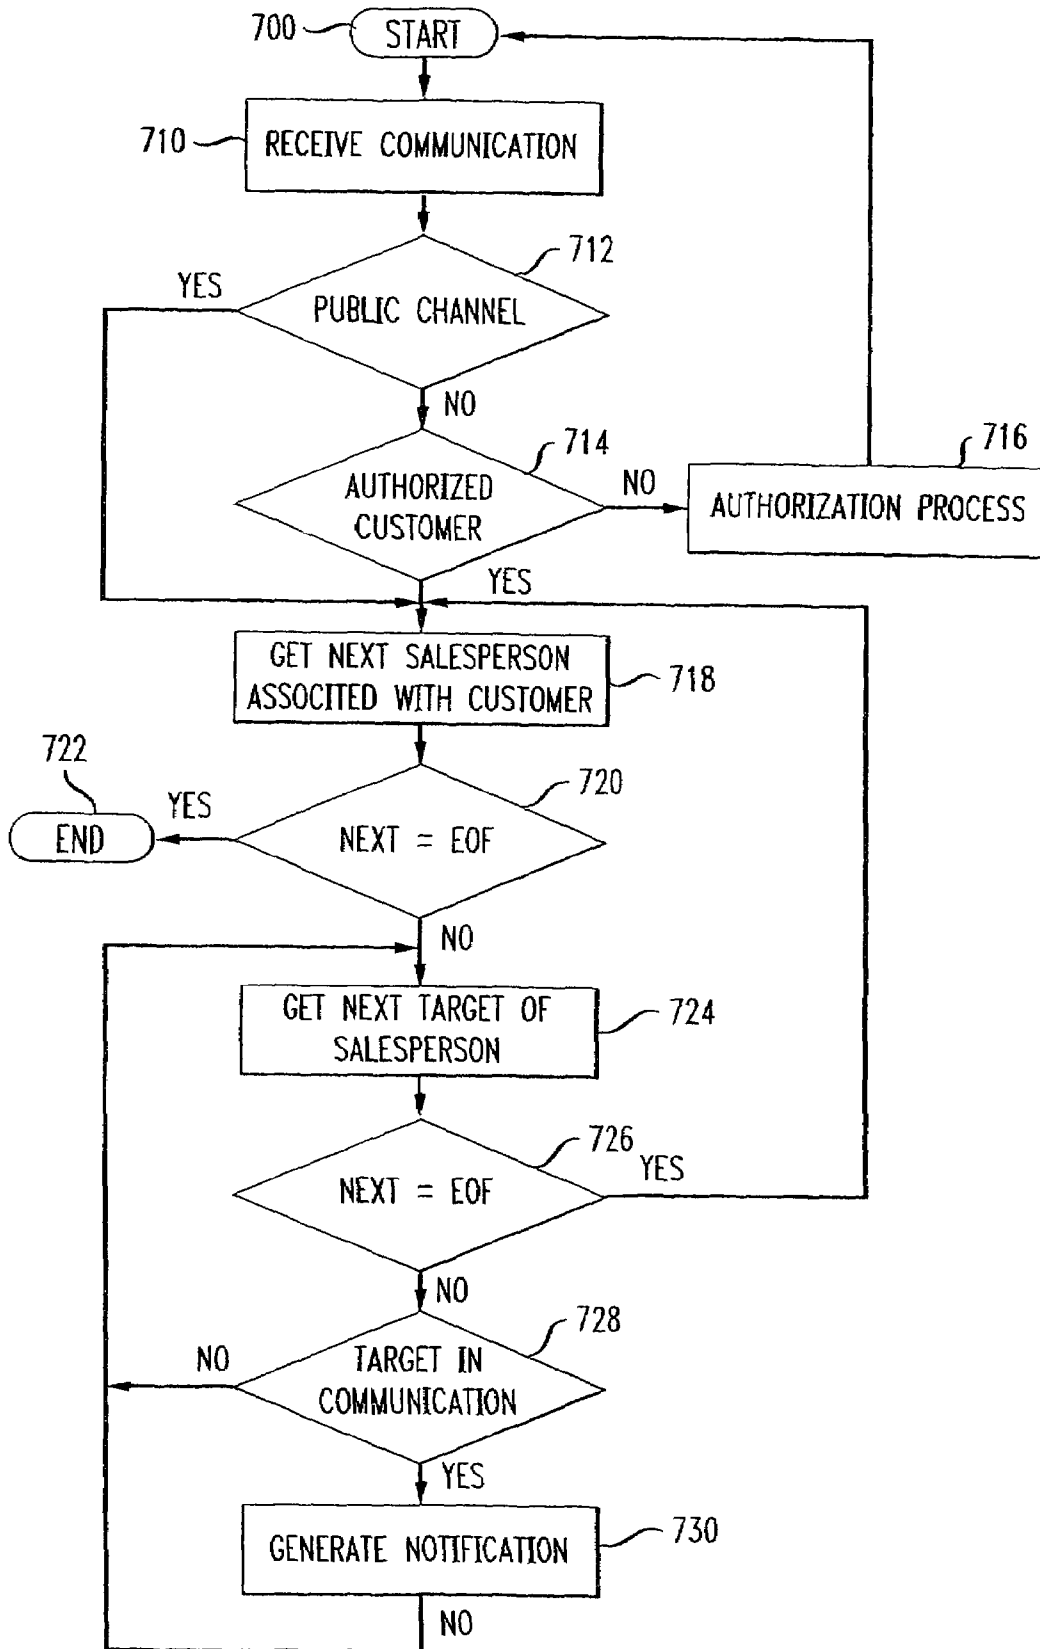 700
START
710
RECEIVE COMMUNICATION
712
YES
PUBLIC CHANNEL
NO
714
AUTHORIZED
CUSTOMER
NO
716
AUTHORIZATION PROCESS
YES
GET NEXT SALESPERSON
ASSOCITED WITH CUSTOMER
718
722
END
YES
720
NEXT = EOF
NO
GET NEXT TARGET OF
SALESPERSON
724
726
NEXT = EOF
YES
NO
728
NO
TARGET IN
COMMUNICATION
YES
GENERATE NOTIFICATION
730
NO